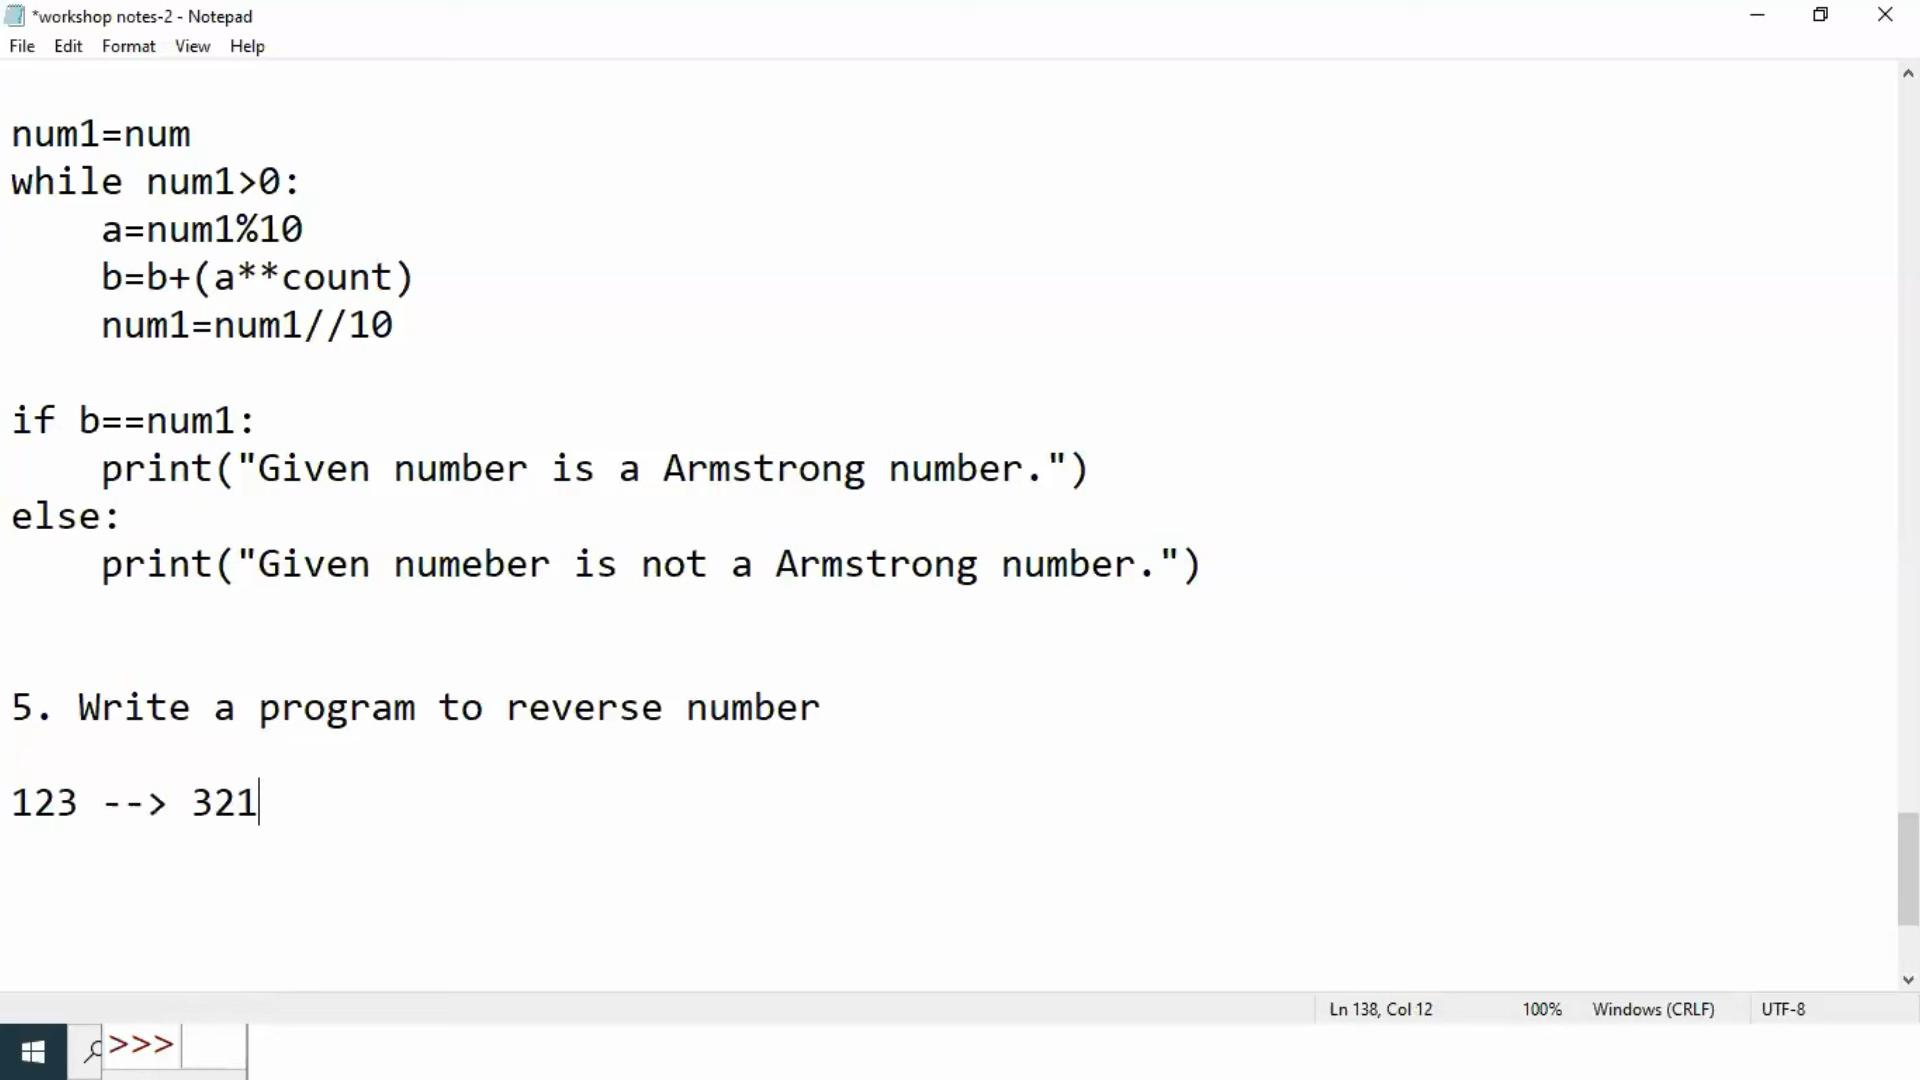 *workshop notes-2 - Notepad
File Edit Format View Help
num1=num
while num1>0:
    a=num1%10
    b=b+(a**count)
    num1=num1//10
if b==num1:
    print("Given number is a Armstrong number.")
else:
    print("Given numeber is not a Armstrong number.")
5. Write a program to reverse number
123 --> 321
Ln 138, Col 12 100% Windows (CRLF) UTF-8
>>>